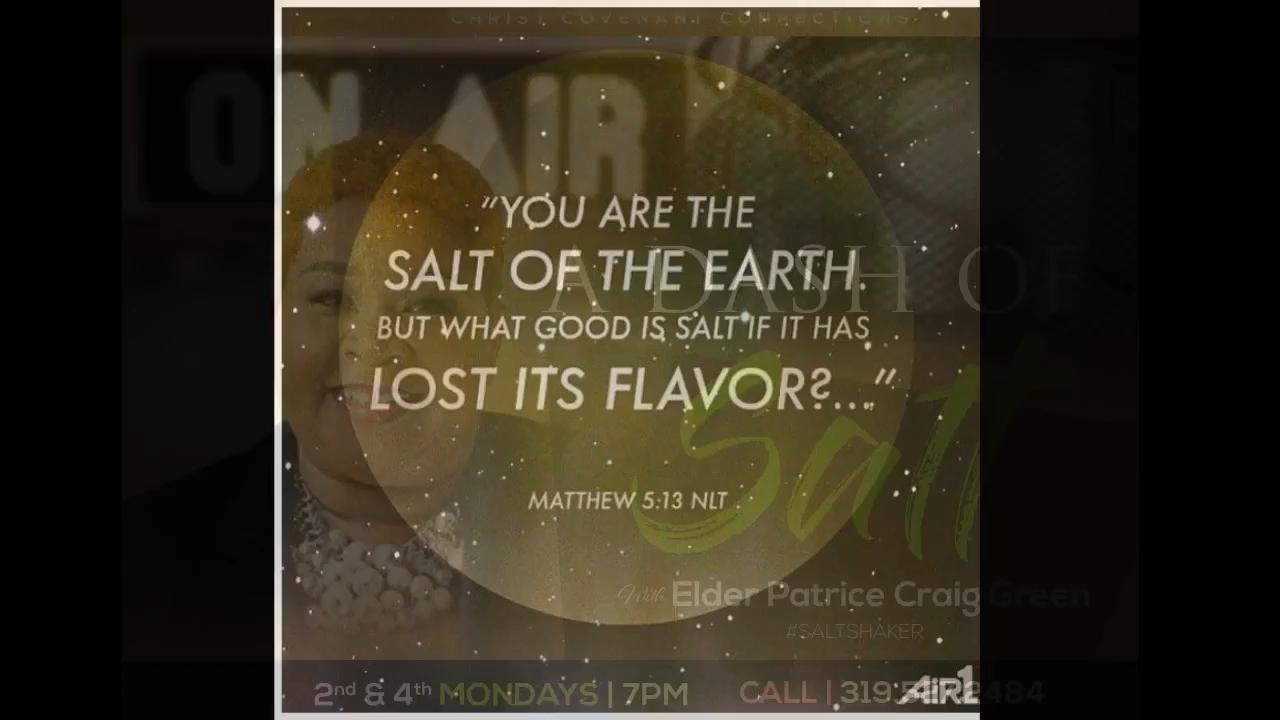 CHRIST COVENANT CONNECTIONS
ON AIR
“YOU ARE THE
SALT OF THE EARTH.
BUT WHAT GOOD IS SALT IF IT HAS
LOST ITS FLAVOR?...“
A DASH OF
Salt
MATTHEW 5:13 NLT
With Elder Patrice Craig Green
#SALTSHAKER
2nd & 4th MONDAYS | 7PM CALL | 319. 2484
AiR1